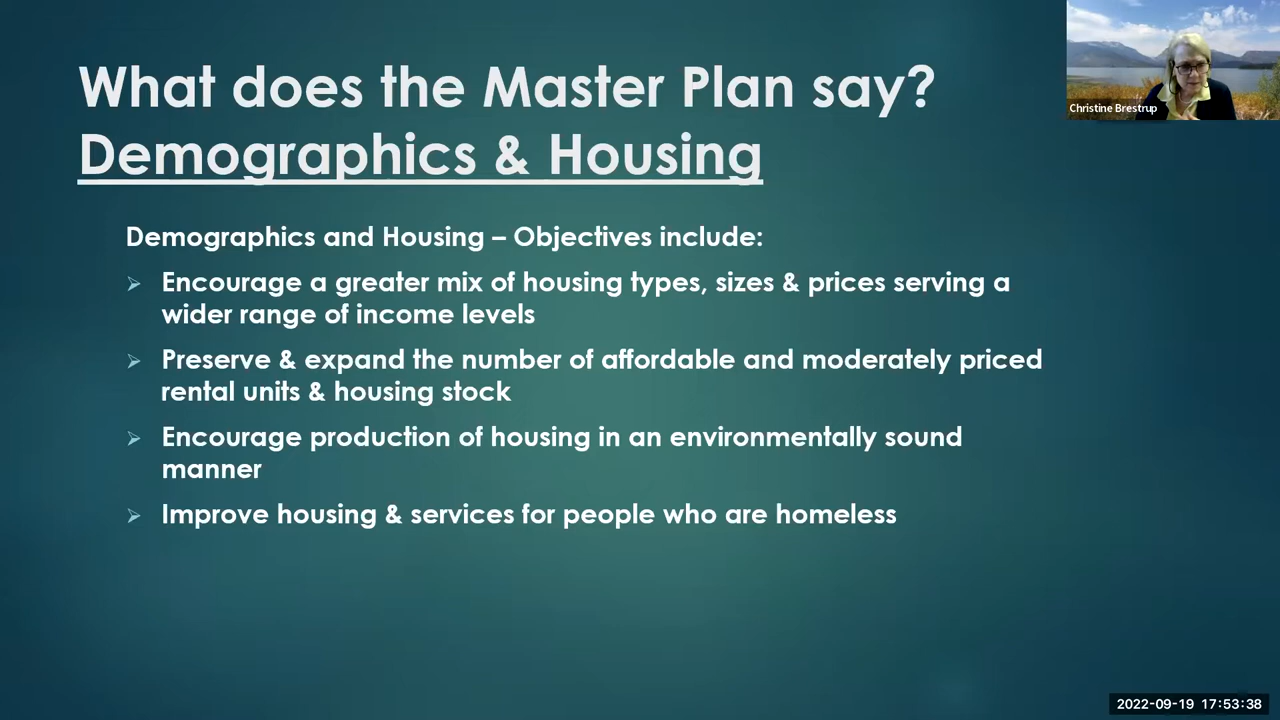 What does the Master Plan say?
Demographics & Housing
Christine Brestrup
Demographics and Housing – Objectives include:
➢ Encourage a greater mix of housing types, sizes & prices serving a
wider range of income levels
➢ Preserve & expand the number of affordable and moderately priced
rental units & housing stock
➢ Encourage production of housing in an environmentally sound
manner
➢ Improve housing & services for people who are homeless
2022-09-19 17:53:38